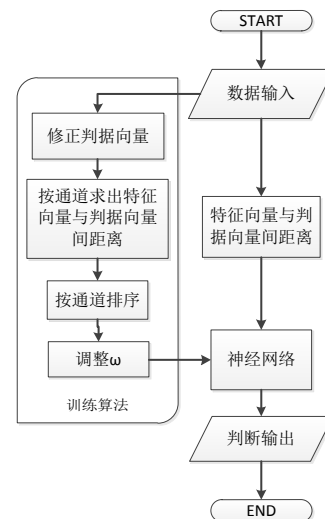 START
数据输入
修正判据向量
按通道求出特征
向量与判据向量
间距离
特征向量与判
据向量间距离
按通道排序
调整ω
神经网络
训练算法
判断输出
END